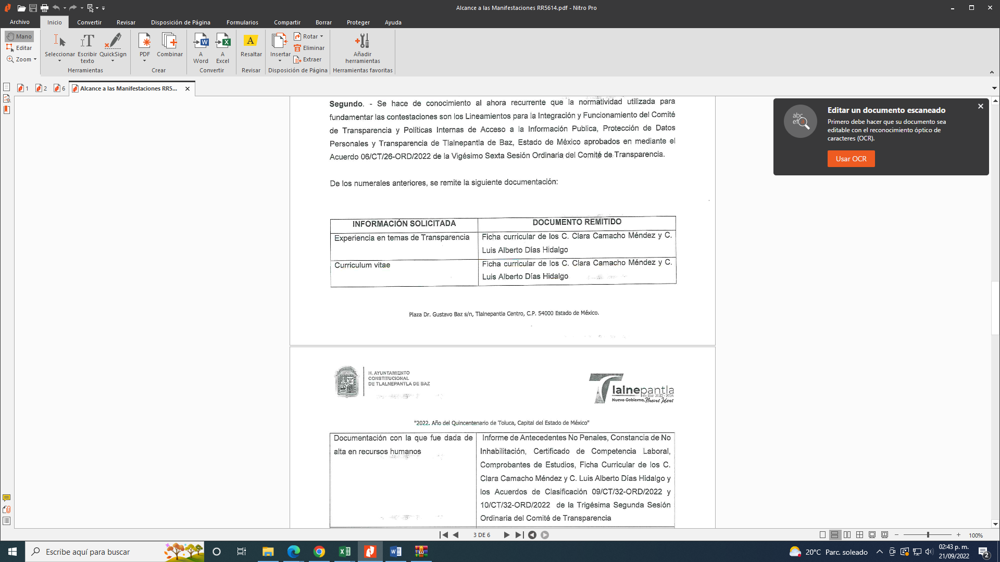 Alcance a las Manifestaciones RR5614.pdf - Nitro Pro
Archivo Inicio Convertir Revisar Disposición de Página Formularios Compartir Borrar Proteger Ayuda
Mano
Editar
Zoom
Seleccionar
Escribir texto
QuickSign
Herramientas
PDF
Combinar
Crear
A Word
A Excel
Convertir
Resaltar
Revisar
Insertar
Rotar
Eliminar
Extraer
Disposición de Página
Añadir herramientas
Herramientas favoritas
1 2 6 Alcance a las Manifestaciones RR5...
Segundo. - Se hace de conocimiento al ahora recurrente que la normatividad utilizada para
fundamentar las contestaciones son los Lineamientos para la Integración y Funcionamiento del Comité
de Transparencia y Políticas Internas de Acceso a la Información Publica, Protección de Datos
Personales y Transparencia de Tlalnepantla de Baz, Estado de México aprobados en mediante el
Acuerdo 06/CT/26-ORD/2022 de la Vigésimo Sexta Sesión Ordinaria del Comité de Transparencia.
De los numerales anteriores, se remite la siguiente documentación:
INFORMACIÓN SOLICITADA DOCUMENTO REMITIDO
Experiencia en temas de Transparencia
Ficha curricular de los C. Clara Camacho Méndez y C.
Luis Alberto Días Hidalgo
Curriculum vitae
Ficha curricular de los C. Clara Camacho Méndez y C.
Luis Alberto Días Hidalgo
Plaza Dr. Gustavo Baz s/n, Tlalnepantla Centro, C.P. 54000 Estado de México.
H. AYUNTAMIENTO
CONSTITUCIONAL
DE TLALNEPANTLA DE BAZ
Tlalnepantla
de Baz 2022 - 2024
Nuevo Gobierno, Nuevas Ideas
"2022. Año del Quincentenario de Toluca, Capital del Estado de México"
Documentación con la que fue dada de
alta en recursos humanos
Informe de Antecedentes No Penales, Constancia de No
Inhabilitación, Certificado de Competencia Laboral,
Comprobantes de Estudios, Ficha Curricular de los C.
Clara Camacho Méndez y C. Luis Alberto Días Hidalgo y
los Acuerdos de Clasificación 09/CT/32-ORD/2022 y
10/CT/32-ORD/2022 de la Trigésima Segunda Sesión
Ordinaria del Comité de Transparencia
abc
ef
Editar un documento escaneado
Primero debe hacer que su documento sea
editable con el reconocimiento óptico de
caracteres (OCR).
Usar OCR
3 DE 6
100%
Escribe aquí para buscar
20°C Parc. soleado
02:43 p. m.
21/09/2022
2